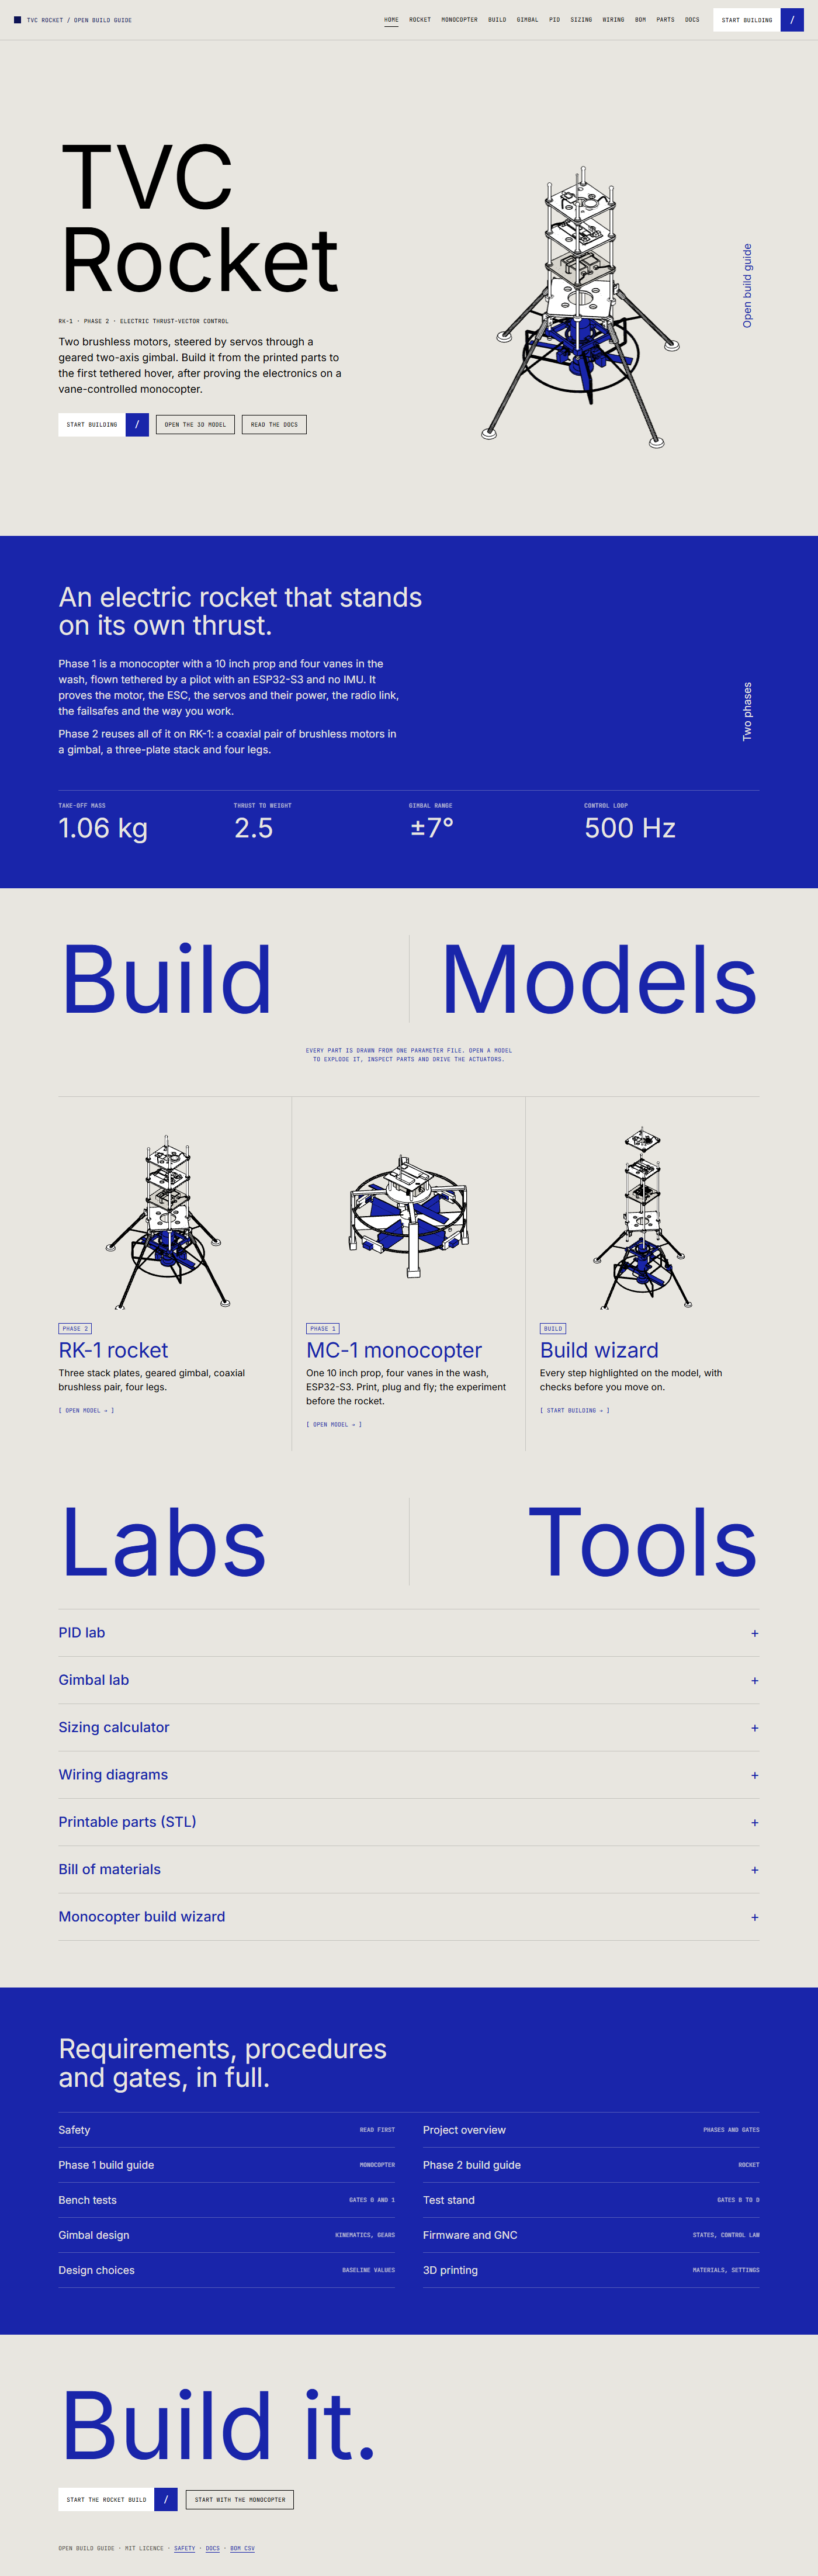 TVC ROCKET / OPEN BUILD GUIDE
HOME ROCKET MONOCOPTER BUILD GIMBAL PID SIZING WIRING BOM PARTS DOCS START BUILDING /
TVC
Rocket
RK-1 · PHASE 2 · ELECTRIC THRUST-VECTOR CONTROL
Two brushless motors, steered by servos through a
geared two-axis gimbal. Build it from the printed parts to
the first tethered hover, after proving the electronics on a
vane-controlled monocopter.
START BUILDING / OPEN THE 3D MODEL READ THE DOCS
Open build guide
An electric rocket that stands
on its own thrust.
Phase 1 is a monocopter with a 10 inch prop and four vanes in the
wash, flown tethered by a pilot with an ESP32-S3 and no IMU. It
proves the motor, the ESC, the servos and their power, the radio link,
the failsafes and the way you work.
Phase 2 reuses all of it on RK-1: a coaxial pair of brushless motors in
a gimbal, a three-plate stack and four legs.
Two phases
TAKE-OFF MASS THRUST TO WEIGHT GIMBAL RANGE CONTROL LOOP
1.06 kg 2.5 ±7° 500 Hz
Build Models
EVERY PART IS DRAWN FROM ONE PARAMETER FILE. OPEN A MODEL
TO EXPLODE IT, INSPECT PARTS AND DRIVE THE ACTUATORS.
PHASE 2
RK-1 rocket
Three stack plates, geared gimbal, coaxial
brushless pair, four legs.
[ OPEN MODEL → ]
PHASE 1
MC-1 monocopter
One 10 inch prop, four vanes in the wash,
ESP32-S3. Print, plug and fly; the experiment
before the rocket.
[ OPEN MODEL → ]
BUILD
Build wizard
Every step highlighted on the model, with
checks before you move on.
[ START BUILDING → ]
Labs Tools
PID lab +
Gimbal lab +
Sizing calculator +
Wiring diagrams +
Printable parts (STL) +
Bill of materials +
Monocopter build wizard +
Requirements, procedures
and gates, in full.
Safety READ FIRST
Project overview PHASES AND GATES
Phase 1 build guide MONOCOPTER
Phase 2 build guide ROCKET
Bench tests GATES 0 AND 1
Test stand GATES B TO D
Gimbal design KINEMATICS, GEARS
Firmware and GNC STATES, CONTROL LAW
Design choices BASELINE VALUES
3D printing MATERIALS, SETTINGS
Build it.
START THE ROCKET BUILD / START WITH THE MONOCOPTER
OPEN BUILD GUIDE · MIT LICENCE · SAFETY · DOCS · BOM CSV